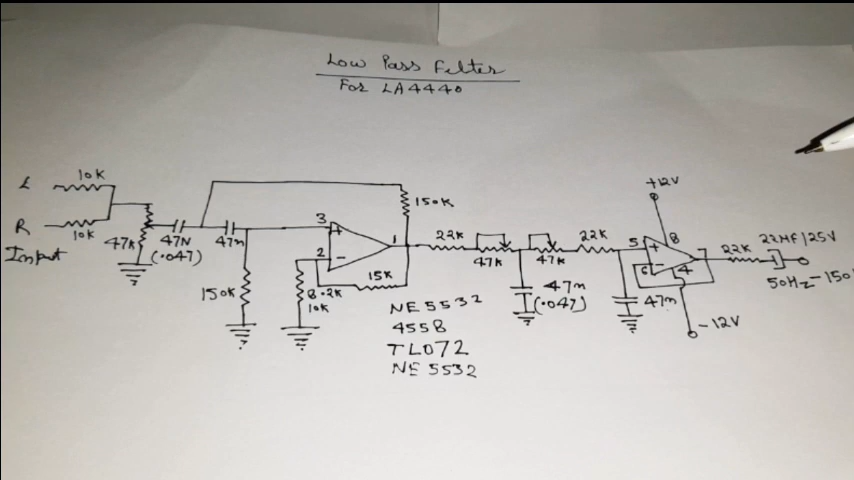 Low Pass Filter
For LA4440
L
10K
R
10K
Input
47K
47N
(.047)
47n
150K
150K
3
+
2
-
1
8.2K
10K
15K
22K
47K
47K
22K
47n
(.047)
47n
5
+
6
-
8
4
+12V
-12V
22K
22MF/25V
50Hz-150
NE5532
4558
TL072
NE5532